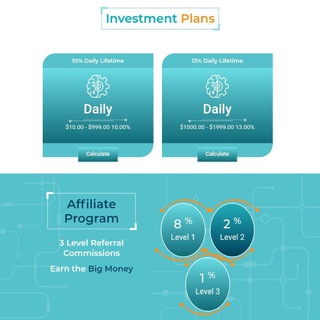 Investment Plans
10% Daily Lifetime
Daily
$10.00 - $999.00 10.00%
Calculate
13% Daily Lifetime
Daily
$1000.00 - $1999.00 13.00%
Calculate
Affiliate
Program
3 Level Referral
Commissions
Earn the Big Money
8 %
Level 1
2 %
Level 2
1 %
Level 3